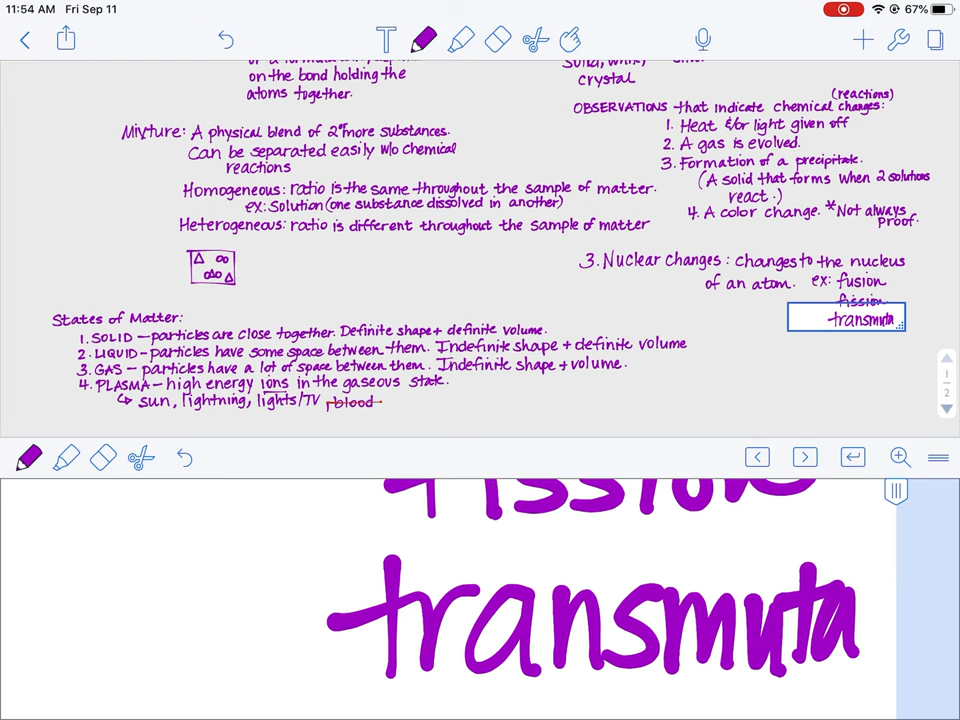 11:54 AM Fri Sep 11
67%
on the bond holding the
atoms together.
crystal
Mixture: A physical blend of 2 or more substances.
Can be separated easily w/o chemical
reactions
Homogeneous: ratio is the same throughout the sample of matter.
ex: Solution (one substance dissolved in another)
Heterogeneous: ratio is different throughout the sample of matter
States of Matter:
1. SOLID – particles are close together. Definite shape + definite volume.
2. LIQUID – particles have some space between them. Indefinite shape + definite volume
3. GAS – particles have a lot of space between them. Indefinite shape + volume.
4. PLASMA – high energy ions in the gaseous state.
↳ sun, lightning, lights/TV, blood
(reactions)
OBSERVATIONS that indicate chemical changes:
1. Heat &/or light given off
2. A gas is evolved.
3. Formation of a precipitate.
(A solid that forms when 2 solutions
react.)
4. A color change. *Not always
proof.
3. Nuclear changes: changes to the nucleus
of an atom. ex: fusion
fission
transmuta
1
2
fission
transmuta